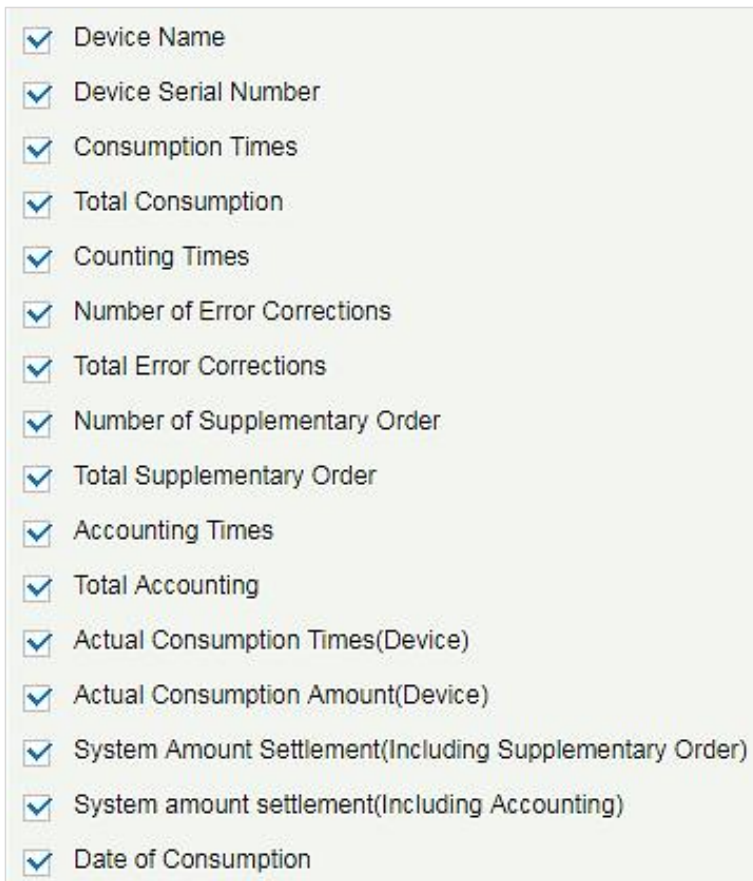 Device Name
Device Serial Number
Consumption Times
Total Consumption
Counting Times
Number of Error Corrections
Total Error Corrections
Number of Supplementary Order
Total Supplementary Order
Accounting Times
Total Accounting
Actual Consumption Times(Device)
Actual Consumption Amount(Device)
System Amount Settlement(Including Supplementary Order)
System amount settlement(Including Accounting)
Date of Consumption